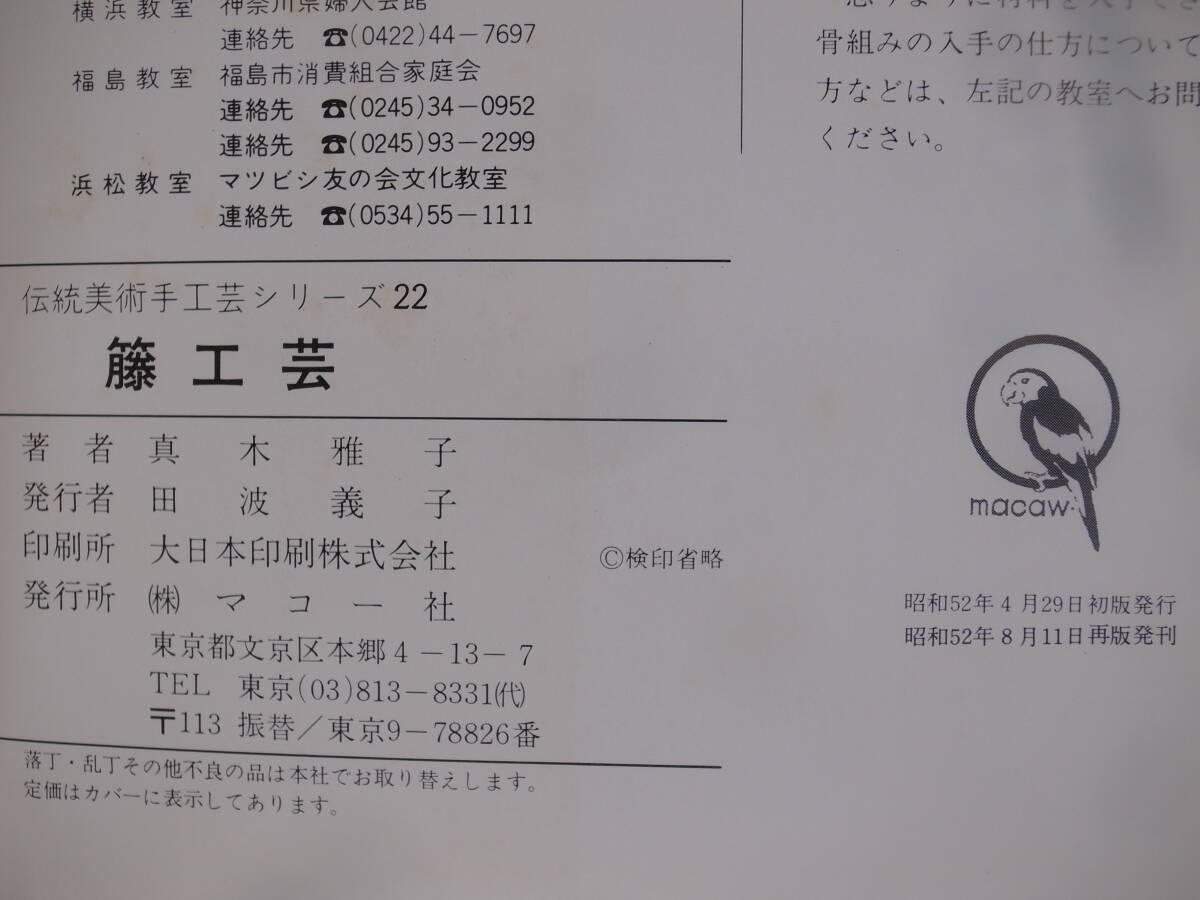 横浜教室 神奈川県婦人会館
連絡先 ☎(0422)44-7697
福島教室 福島市消費組合家庭会
連絡先 ☎(0245)34-0952
連絡先 ☎(0245)93-2299
浜松教室 マツビシ友の会文化教室
連絡先 ☎(0534)55-1111
骨組みの入手の仕方について
方などは、左記の教室へお問
ください。
伝統美術手工芸シリーズ22
籐工芸
著者 真木雅子
発行者 田波義子
印刷所 大日本印刷株式会社
発行所 ㈱マコー社
東京都文京区本郷4-13-7
TEL 東京(03)813-8331㈹
〒113 振替/東京9-78826番
©検印省略
落丁・乱丁その他不良の品は本社でお取り替えします。
定価はカバーに表示してあります。
macaw
昭和52年4月29日初版発行
昭和52年8月11日再版発刊